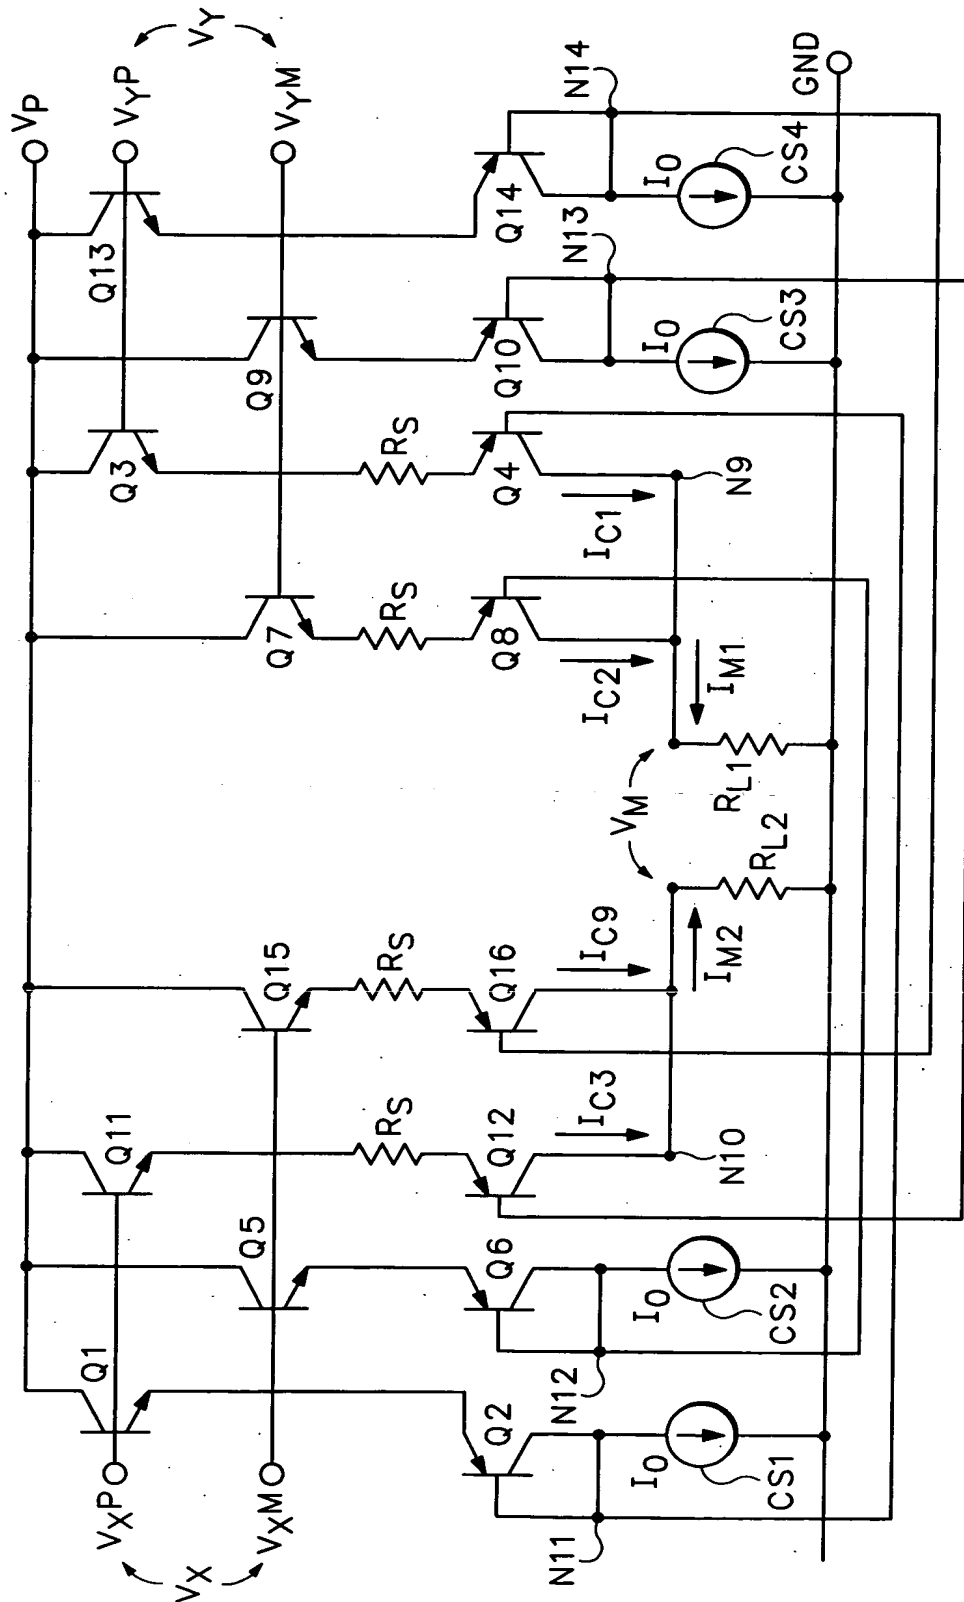 VP
VYP
VY
VYM
GND
Q13
Q14
N14
IO
CS4
Q9
Q10
N13
IO
CS3
Q3
RS
Q4
IC1
N9
Q7
RS
Q8
IC2
IM1
VM
RL1
RL2
Q15
RS
Q16
IC9
IM2
Q11
RS
Q12
IC3
N10
Q5
Q6
IO
CS2
N12
Q1
Q2
IO
CS1
N11
VXP
VX
VXM